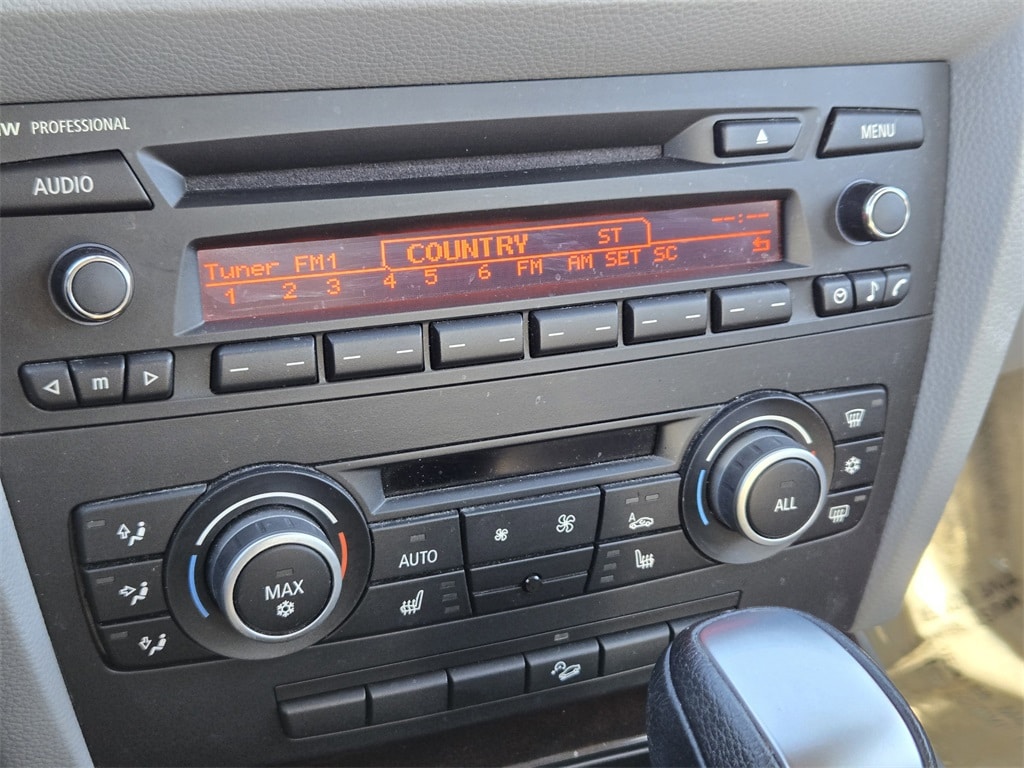 PROFESSIONAL
MENU
AUDIO
COUNTRY ST --:--
Tuner FM1
1 2 3 4 5 6 FM AM SET SC
m
AUTO
A
MAX
ALL